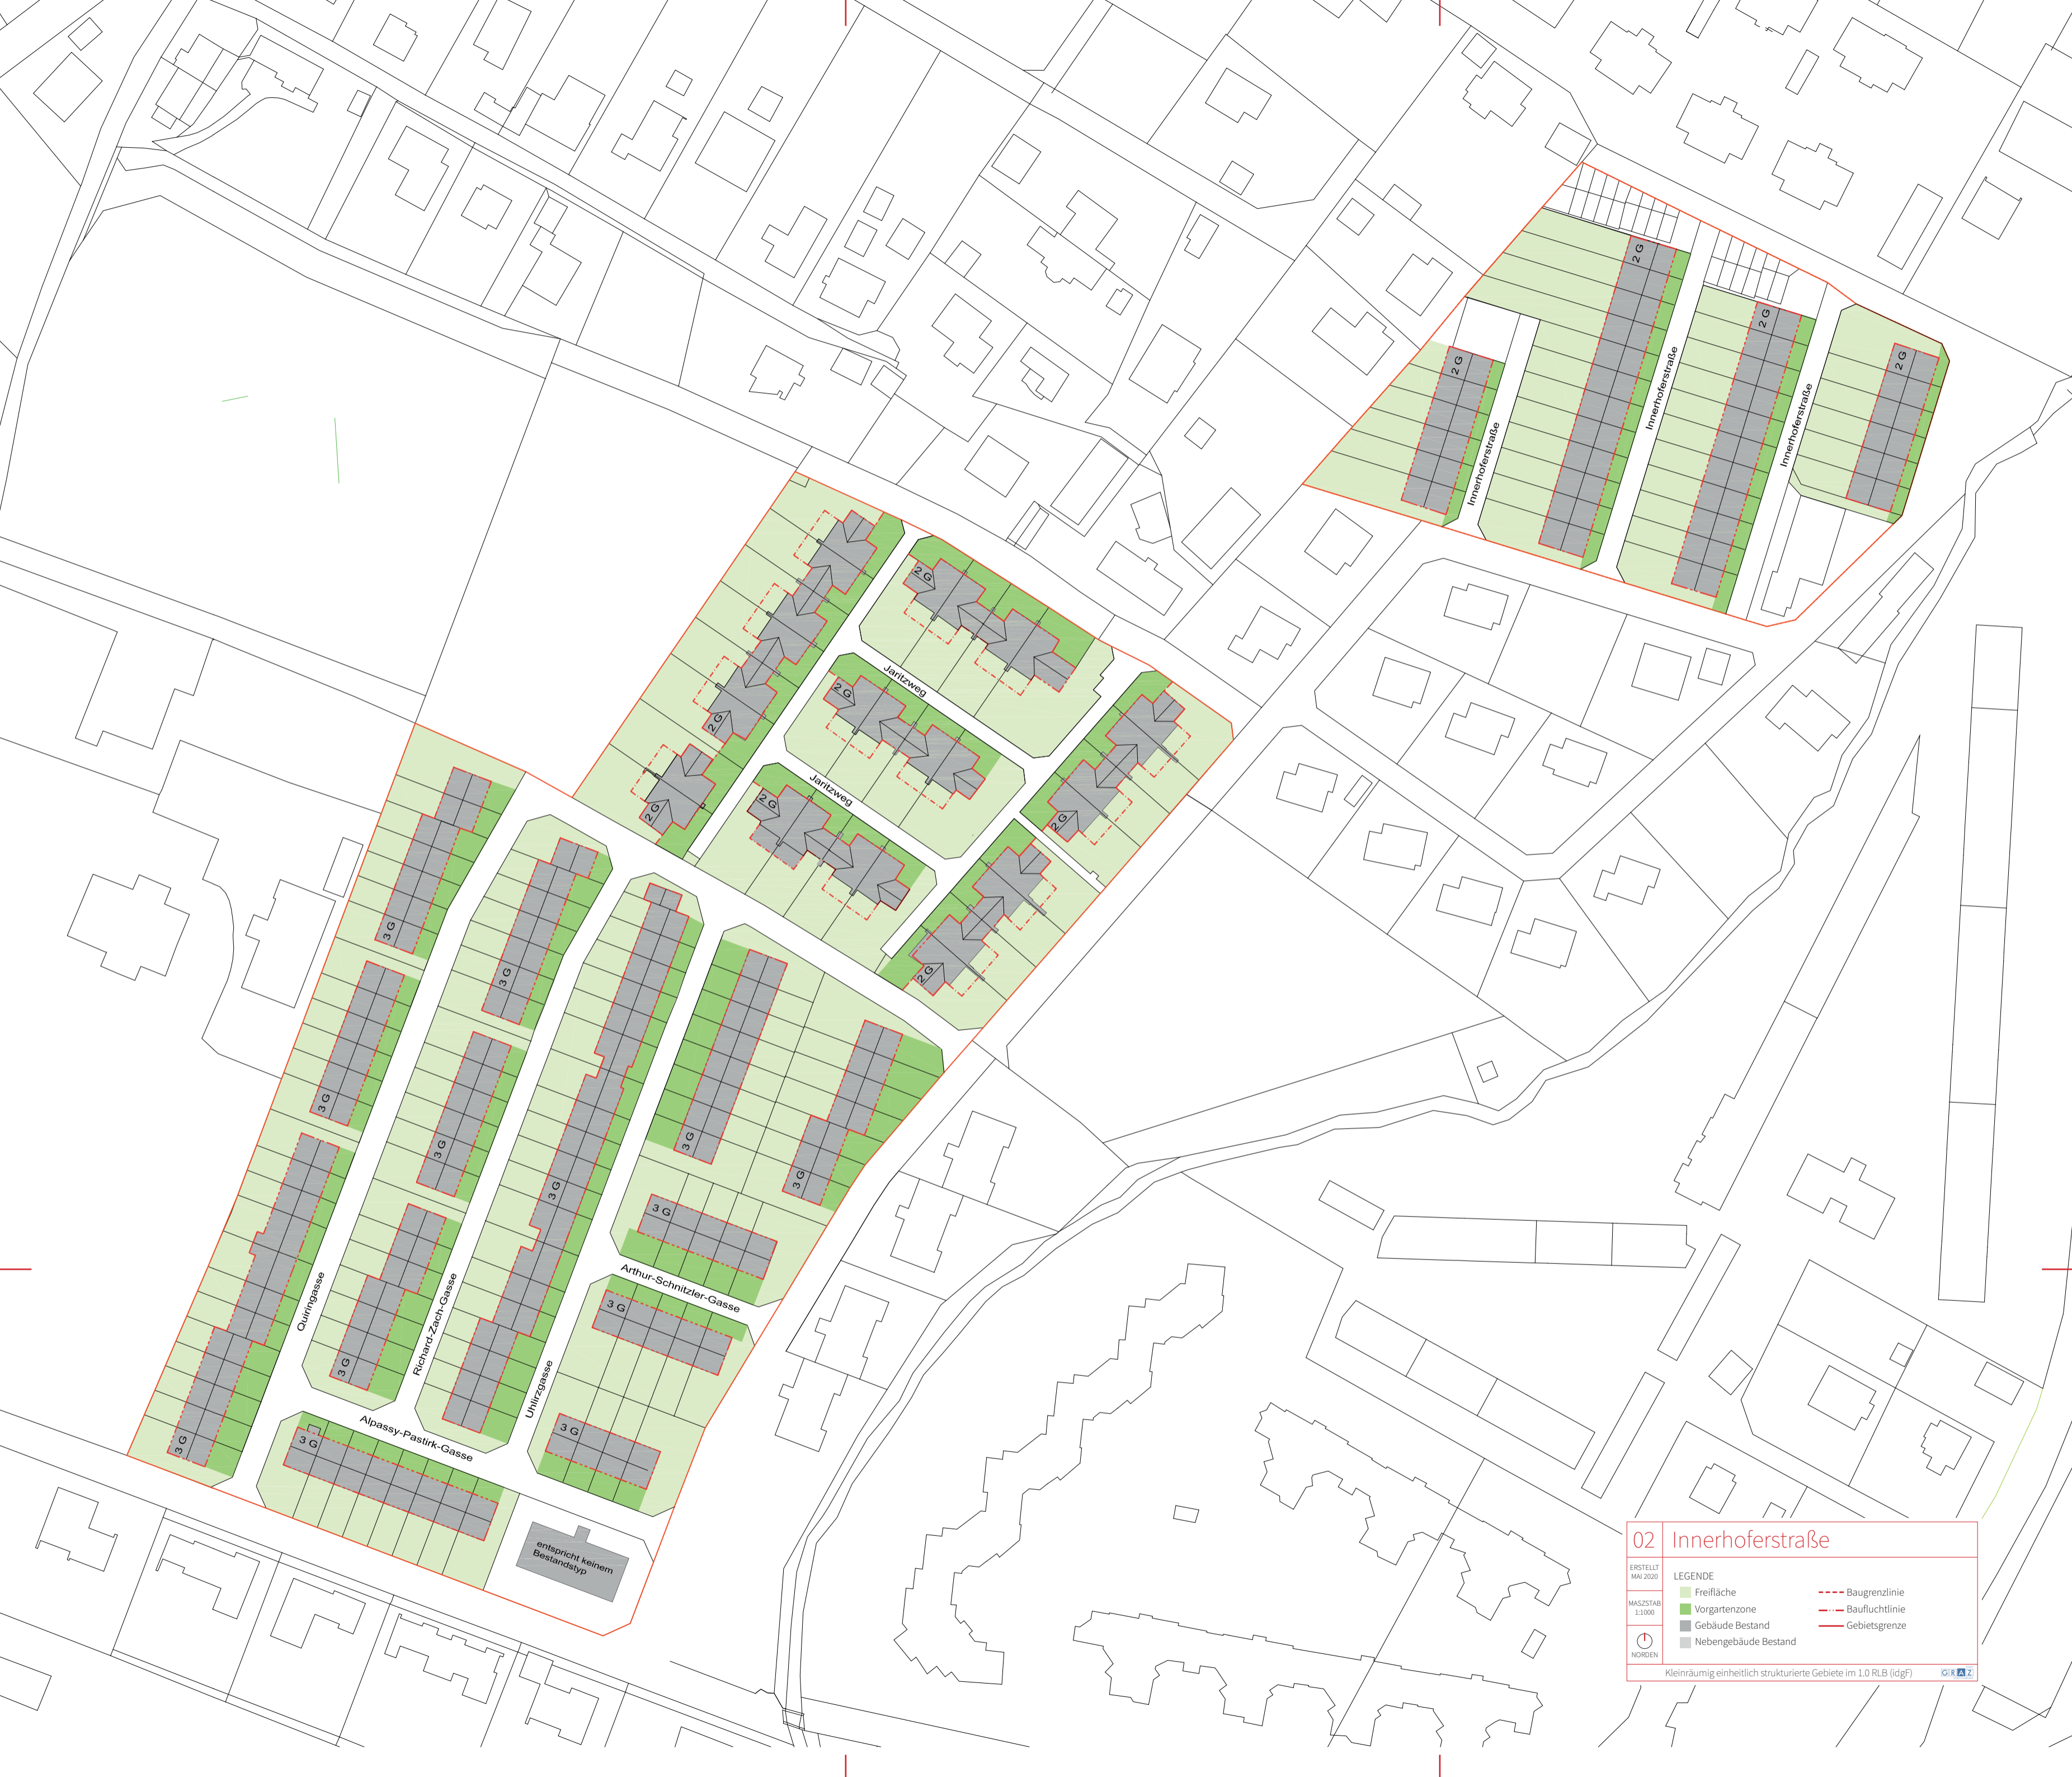 2 G
2 G
2 G
2 G
Innerhoferstraße
Innerhoferstraße
Innerhoferstraße
2 G
2 G
2 G
2 G
2 G
2 G
2 G
Jaritzweg
Jaritzweg
3 G
3 G
3 G
3 G
3 G
3 G
3 G
3 G
3 G
3 G
3 G
3 G
3 G
3 G
Quiringasse
Richard-Zach-Gasse
Uhlirzgasse
Arthur-Schnitzler-Gasse
Alpassy-Pastirk-Gasse
entspricht keinem
Bestandstyp
02 Innerhoferstraße
ERSTELLT
MAI 2020
MASZSTAB
1:1000
NORDEN
LEGENDE
Freifläche
Vorgartenzone
Gebäude Bestand
Nebengebäude Bestand
Baugrenzlinie
Baufluchtlinie
Gebietsgrenze
Kleinräumig einheitlich strukturierte Gebiete im 1.0 RLB (idgF)
GRAZ